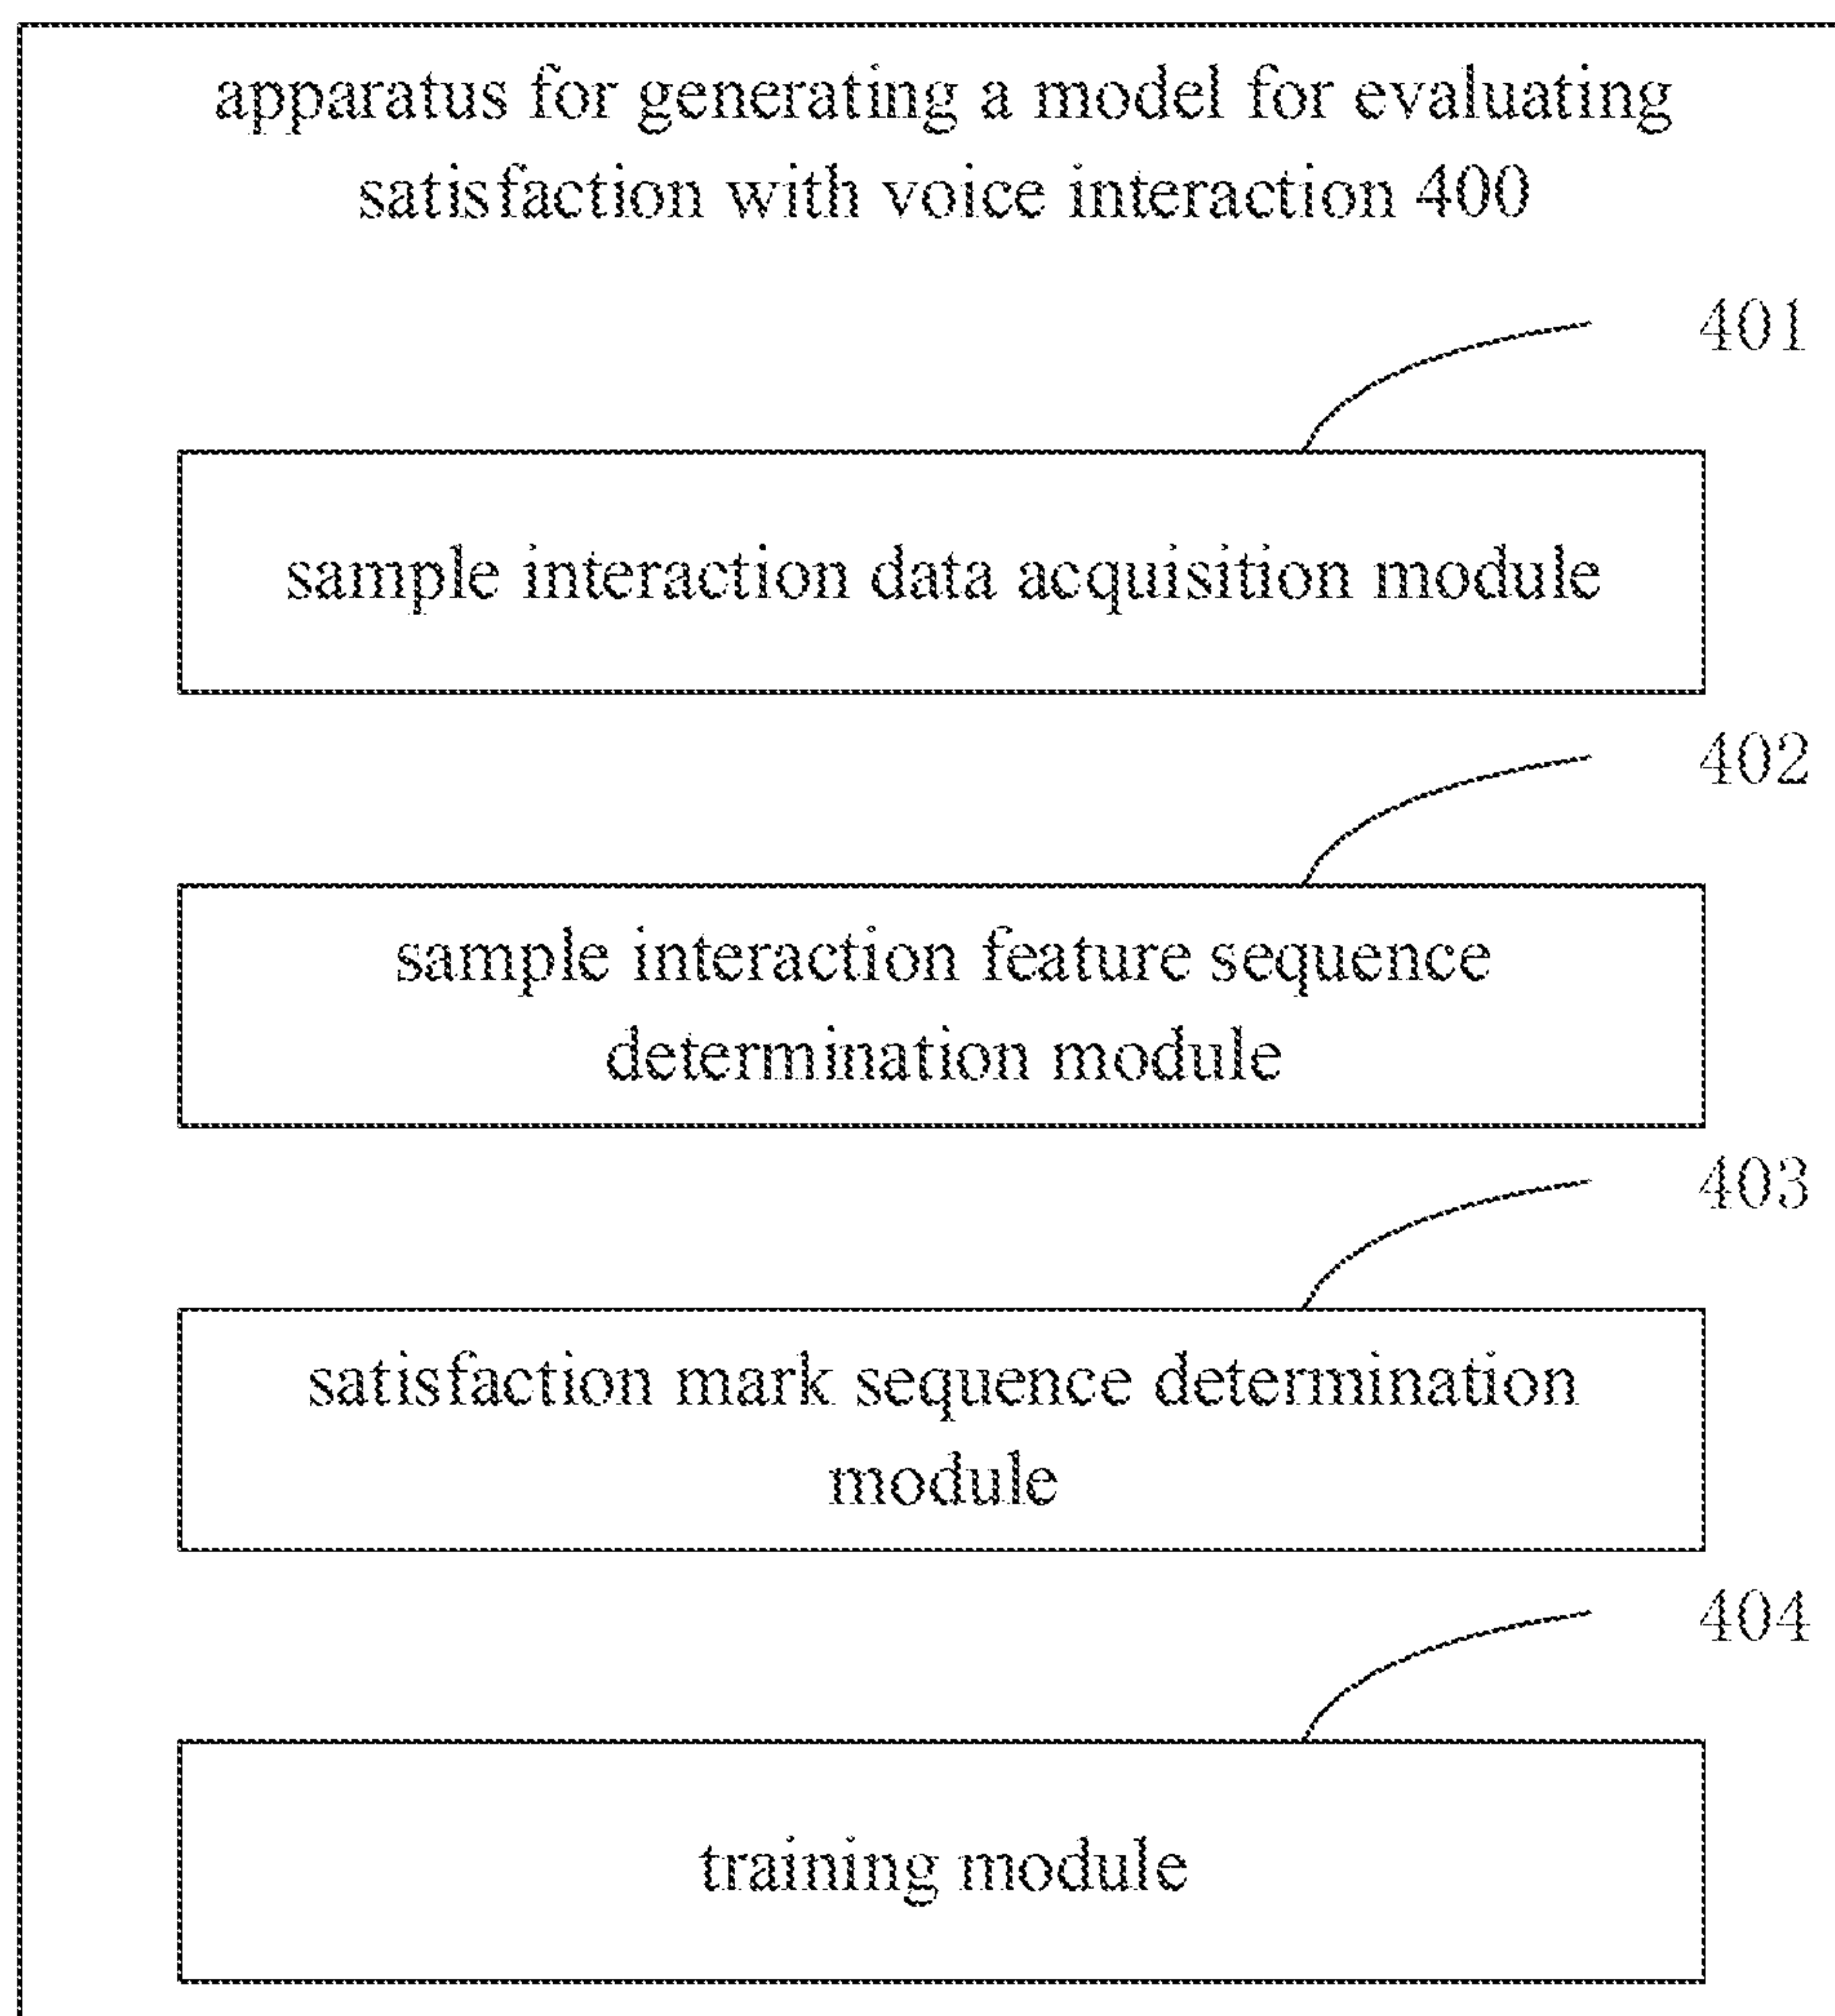 apparatus for generating a model for evaluating
satisfaction with voice interaction 400
401
sample interaction data acquisition module
402
sample interaction feature sequence
determination module
403
satisfaction mark sequence determination
module
404
training module